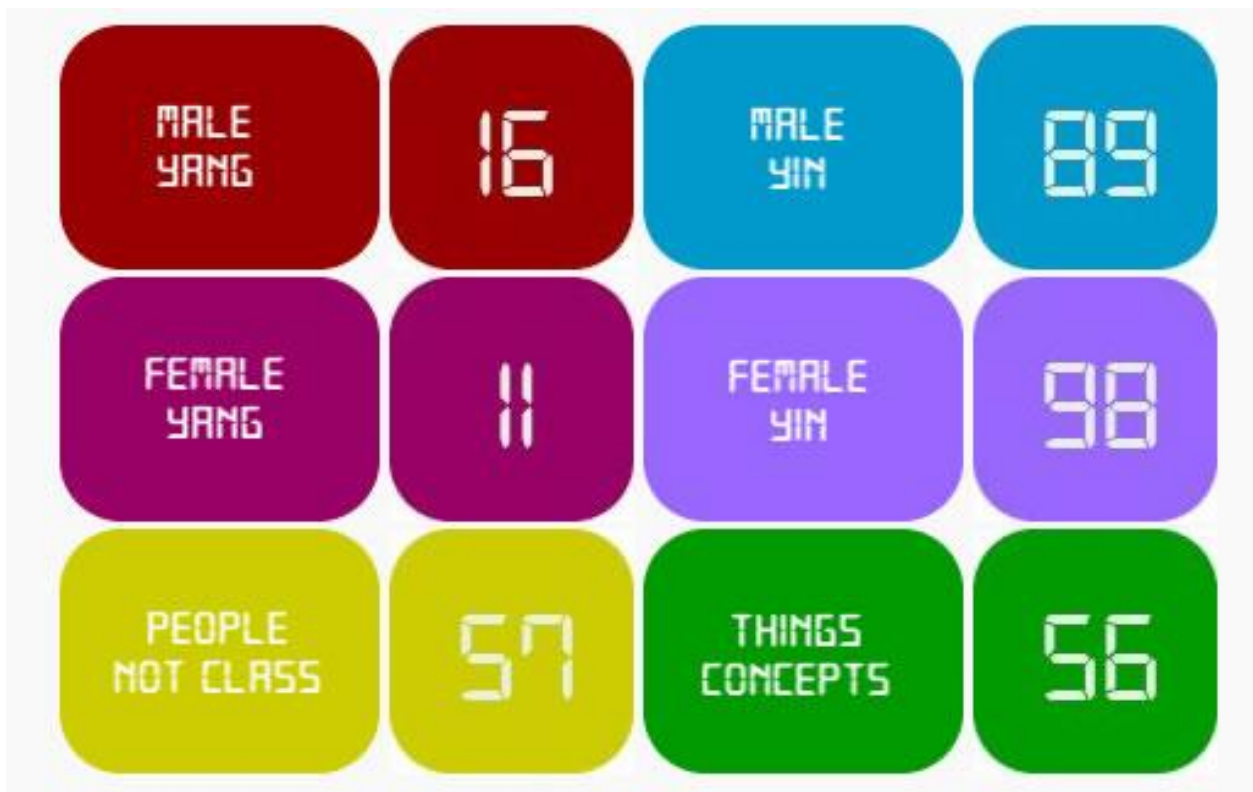 MALE
YANG
16
MALE
YIN
89
FEMALE
YANG
11
FEMALE
YIN
98
PEOPLE
NOT CLASS
57
THINGS
CONCEPTS
56